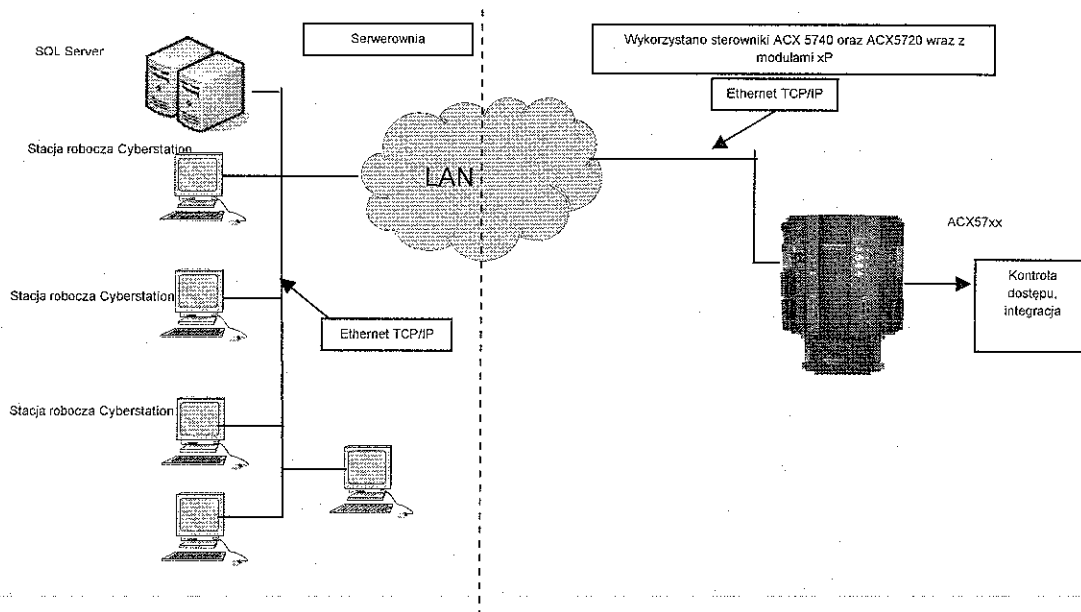 SQL Server
Serwerownia
Wykorzystano sterowniki ACX 5740 oraz ACX5720 wraz z
modułami xP
Ethernet TCP/IP
Stacja robocza Cyberstation
LAN
ACX57xx
Kontrola
dostępu,
integracja
Stacja robocza Cyberstation
Ethernet TCP/IP
Stacja robocza Cyberstation